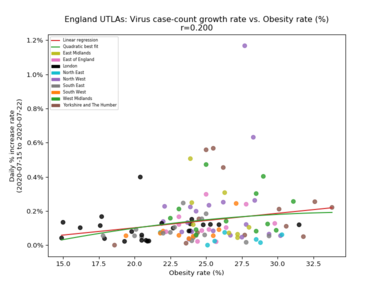 England UTLAs: Virus case-count growth rate vs. Obesity rate (%)
r=0.200
Linear regression
Quadratic best fit
East Midlands
East of England
London
North East
North West
South East
South West
West Midlands
Yorkshire and The Humber
Daily % increase rate
(2020-07-15 to 2020-07-22)
1.2%
1.0%
0.8%
0.6%
0.4%
0.2%
0.0%
15.0 17.5 20.0 22.5 25.0 27.5 30.0 32.5
Obesity rate (%)